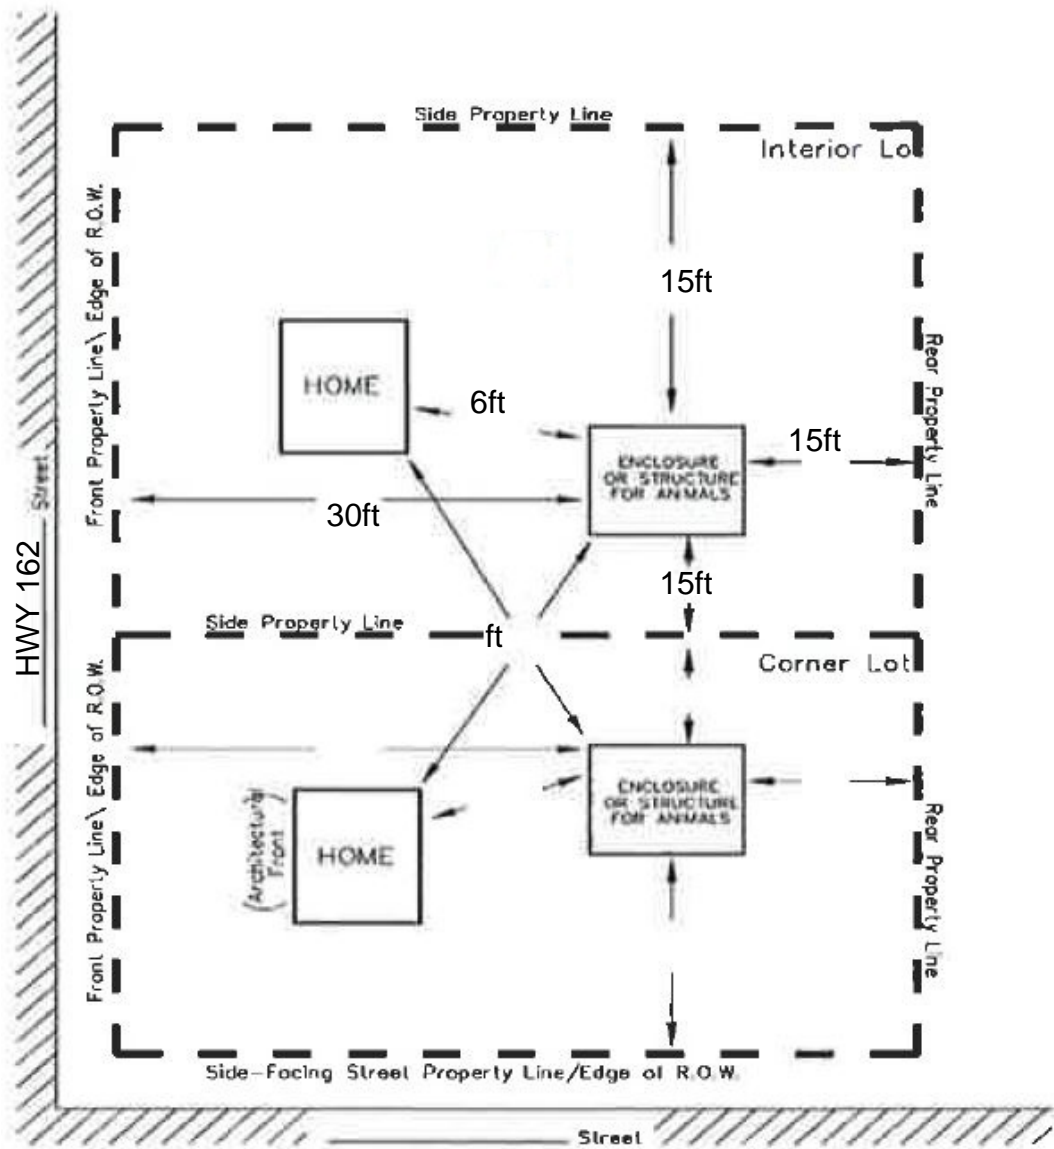 Side Property Line
Interior Lo
Front Property Line\ Edge of R.O.W.
15ft
Rear Property Line
HOME
6ft
15ft
ENCLOSURE
OR STRUCTURE
FOR ANIMALS
30ft
Street
HWY 162
15ft
Side Property Line
ft
Corner Lot
Front Property Line\ Edge of R.O.W.
ENCLOSURE
OR STRUCTURE
FOR ANIMALS
(Architectural
Front)
HOME
Rear Property Line
Side-Facing Street Property Line/Edge of R.O.W.
Street